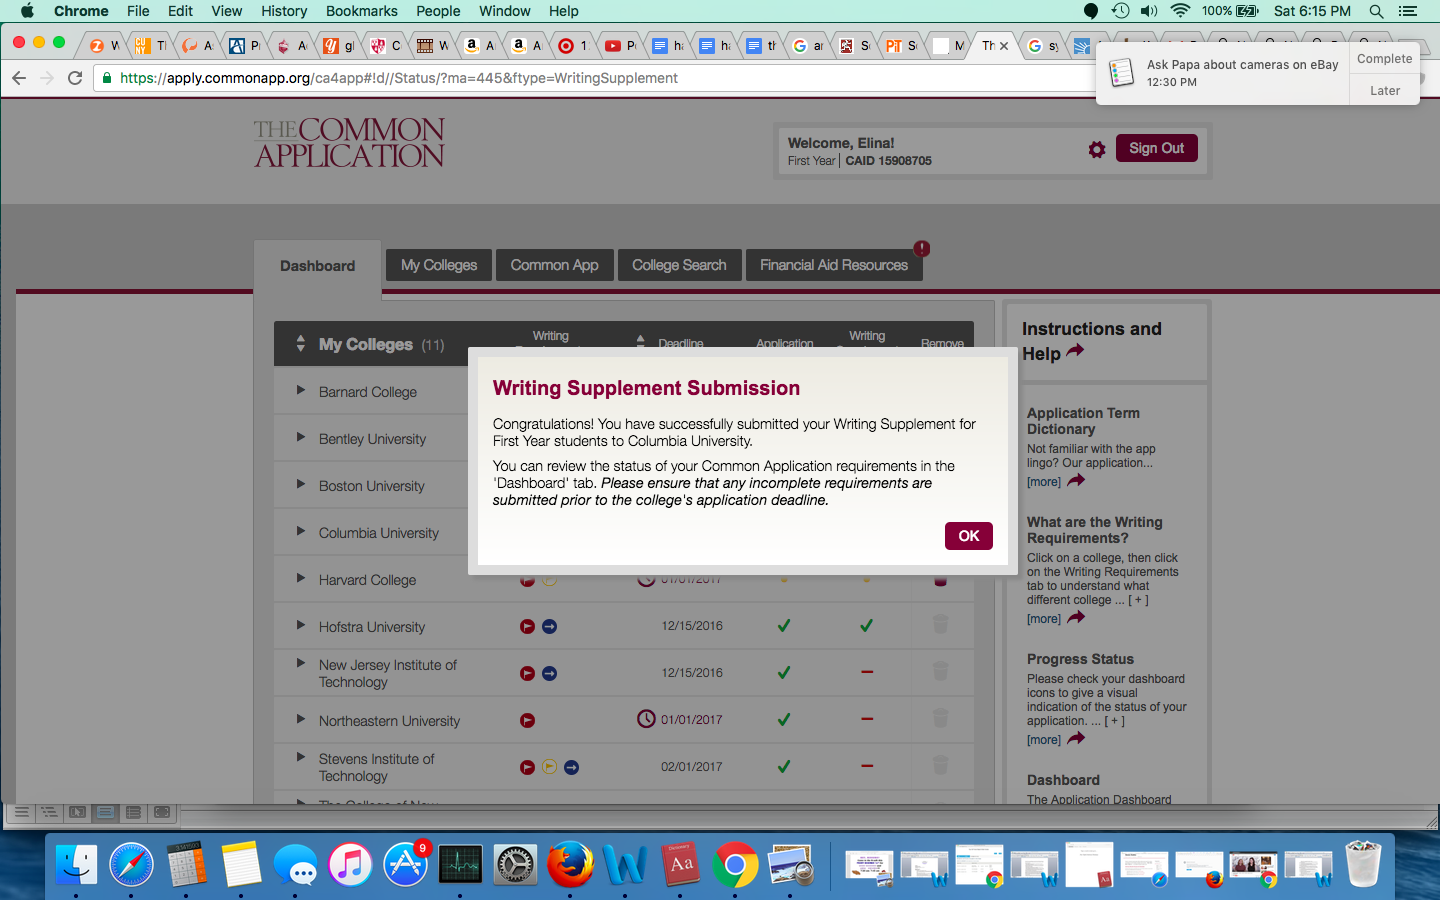 Chrome File Edit View History Bookmarks People Window Help 100% Sat 6:15 PM
https://apply.commonapp.org/ca4app#!d//Status/?ma=445&ftype=WritingSupplement
Ask Papa about cameras on eBay
12:30 PM
Complete
Later
THE COMMON
APPLICATION
Welcome, Elina!
First Year | CAID 15908705
Sign Out
Dashboard My Colleges Common App College Search Financial Aid Resources
My Colleges (11) Writing Deadline Application Writing Remove
Barnard College
Bentley University
Boston University
Columbia University
Harvard College 01/01/2017
Hofstra University 12/15/2016
New Jersey Institute of
Technology 12/15/2016
Northeastern University 01/01/2017
Stevens Institute of
Technology 02/01/2017
The College of New
Writing Supplement Submission
Congratulations! You have successfully submitted your Writing Supplement for
First Year students to Columbia University.
You can review the status of your Common Application requirements in the
'Dashboard' tab. Please ensure that any incomplete requirements are
submitted prior to the college's application deadline.
OK
Instructions and
Help
Application Term
Dictionary
Not familiar with the app
lingo? Our application...
[more]
What are the Writing
Requirements?
Click on a college, then click
on the Writing Requirements
tab to understand what
different college ... [ + ]
[more]
Progress Status
Please check your dashboard
icons to give a visual
indication of the status of your
application. ... [ + ]
[more]
Dashboard
The Application Dashboard
9
Aa